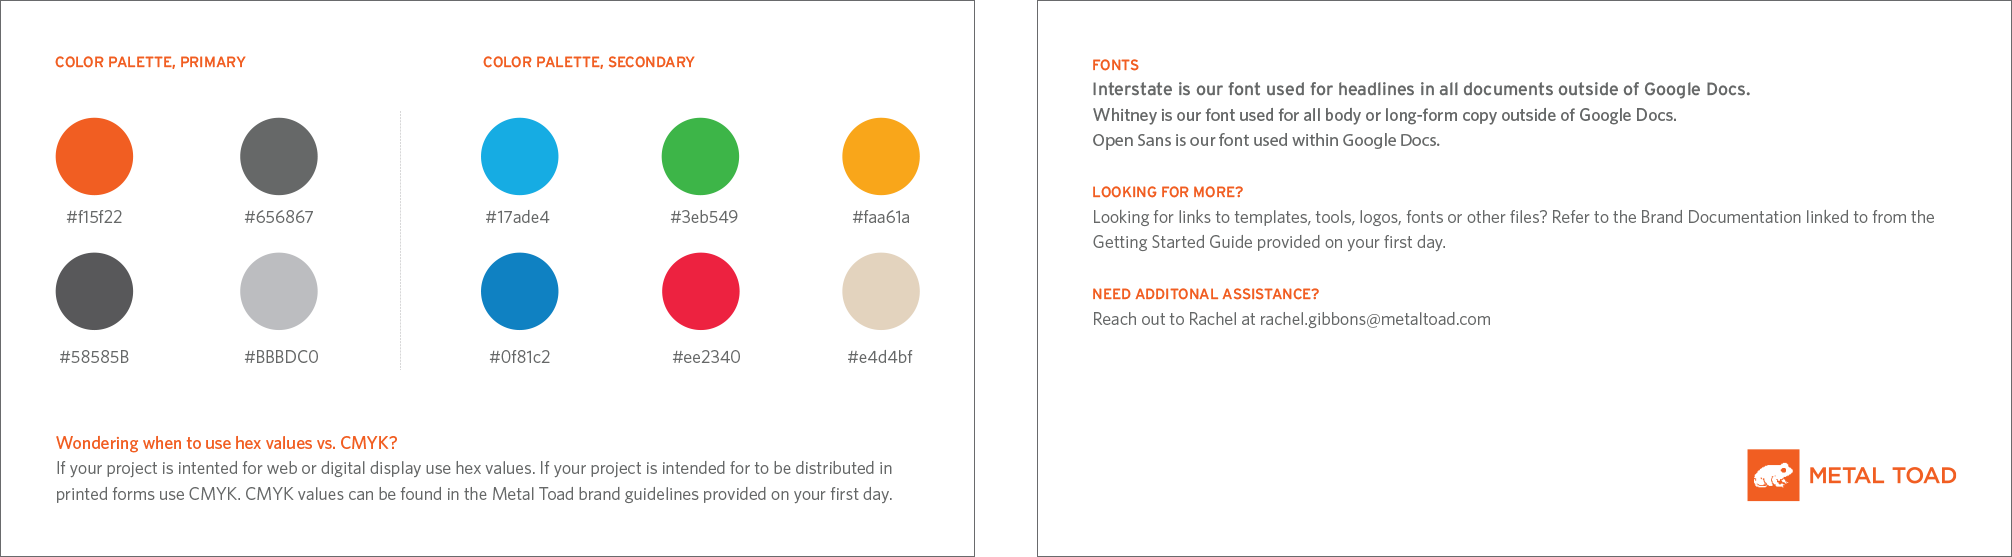 COLOR PALETTE, PRIMARY
COLOR PALETTE, SECONDARY
#f15f22
#656867
#17ade4
#3eb549
#faa61a
#58585B
#BBBDC0
#0f81c2
#ee2340
#e4d4bf
Wondering when to use hex values vs. CMYK?
If your project is intented for web or digital display use hex values. If your project is intended for to be distributed in
printed forms use CMYK. CMYK values can be found in the Metal Toad brand guidelines provided on your first day.
FONTS
Interstate is our font used for headlines in all documents outside of Google Docs.
Whitney is our font used for all body or long-form copy outside of Google Docs.
Open Sans is our font used within Google Docs.
LOOKING FOR MORE?
Looking for links to templates, tools, logos, fonts or other files? Refer to the Brand Documentation linked to from the
Getting Started Guide provided on your first day.
NEED ADDITONAL ASSISTANCE?
Reach out to Rachel at rachel.gibbons@metaltoad.com
METAL TOAD